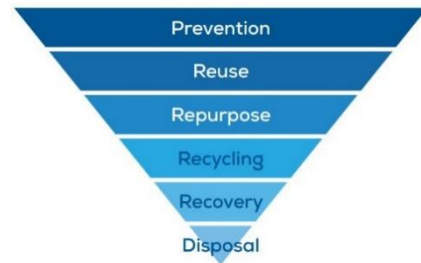 Prevention
Reuse
Repurpose
Recycling
Recovery
Disposal